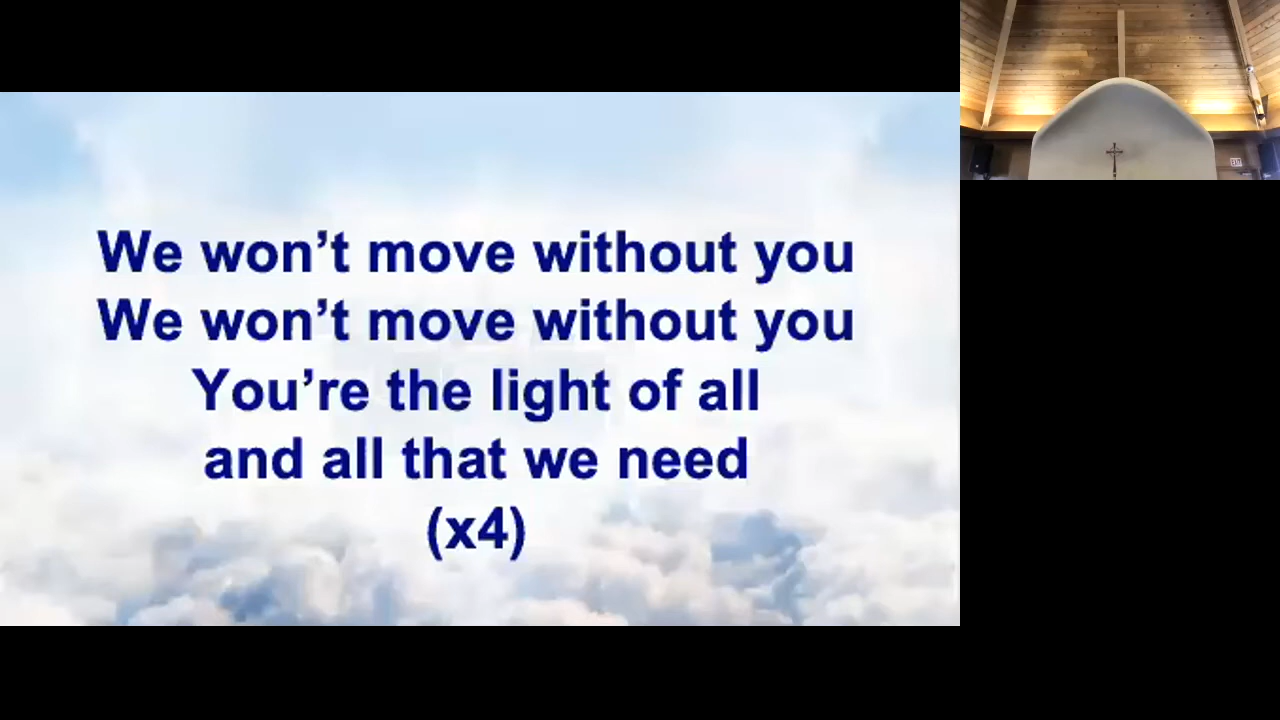 We won’t move without you
We won’t move without you
You’re the light of all
and all that we need
(x4)